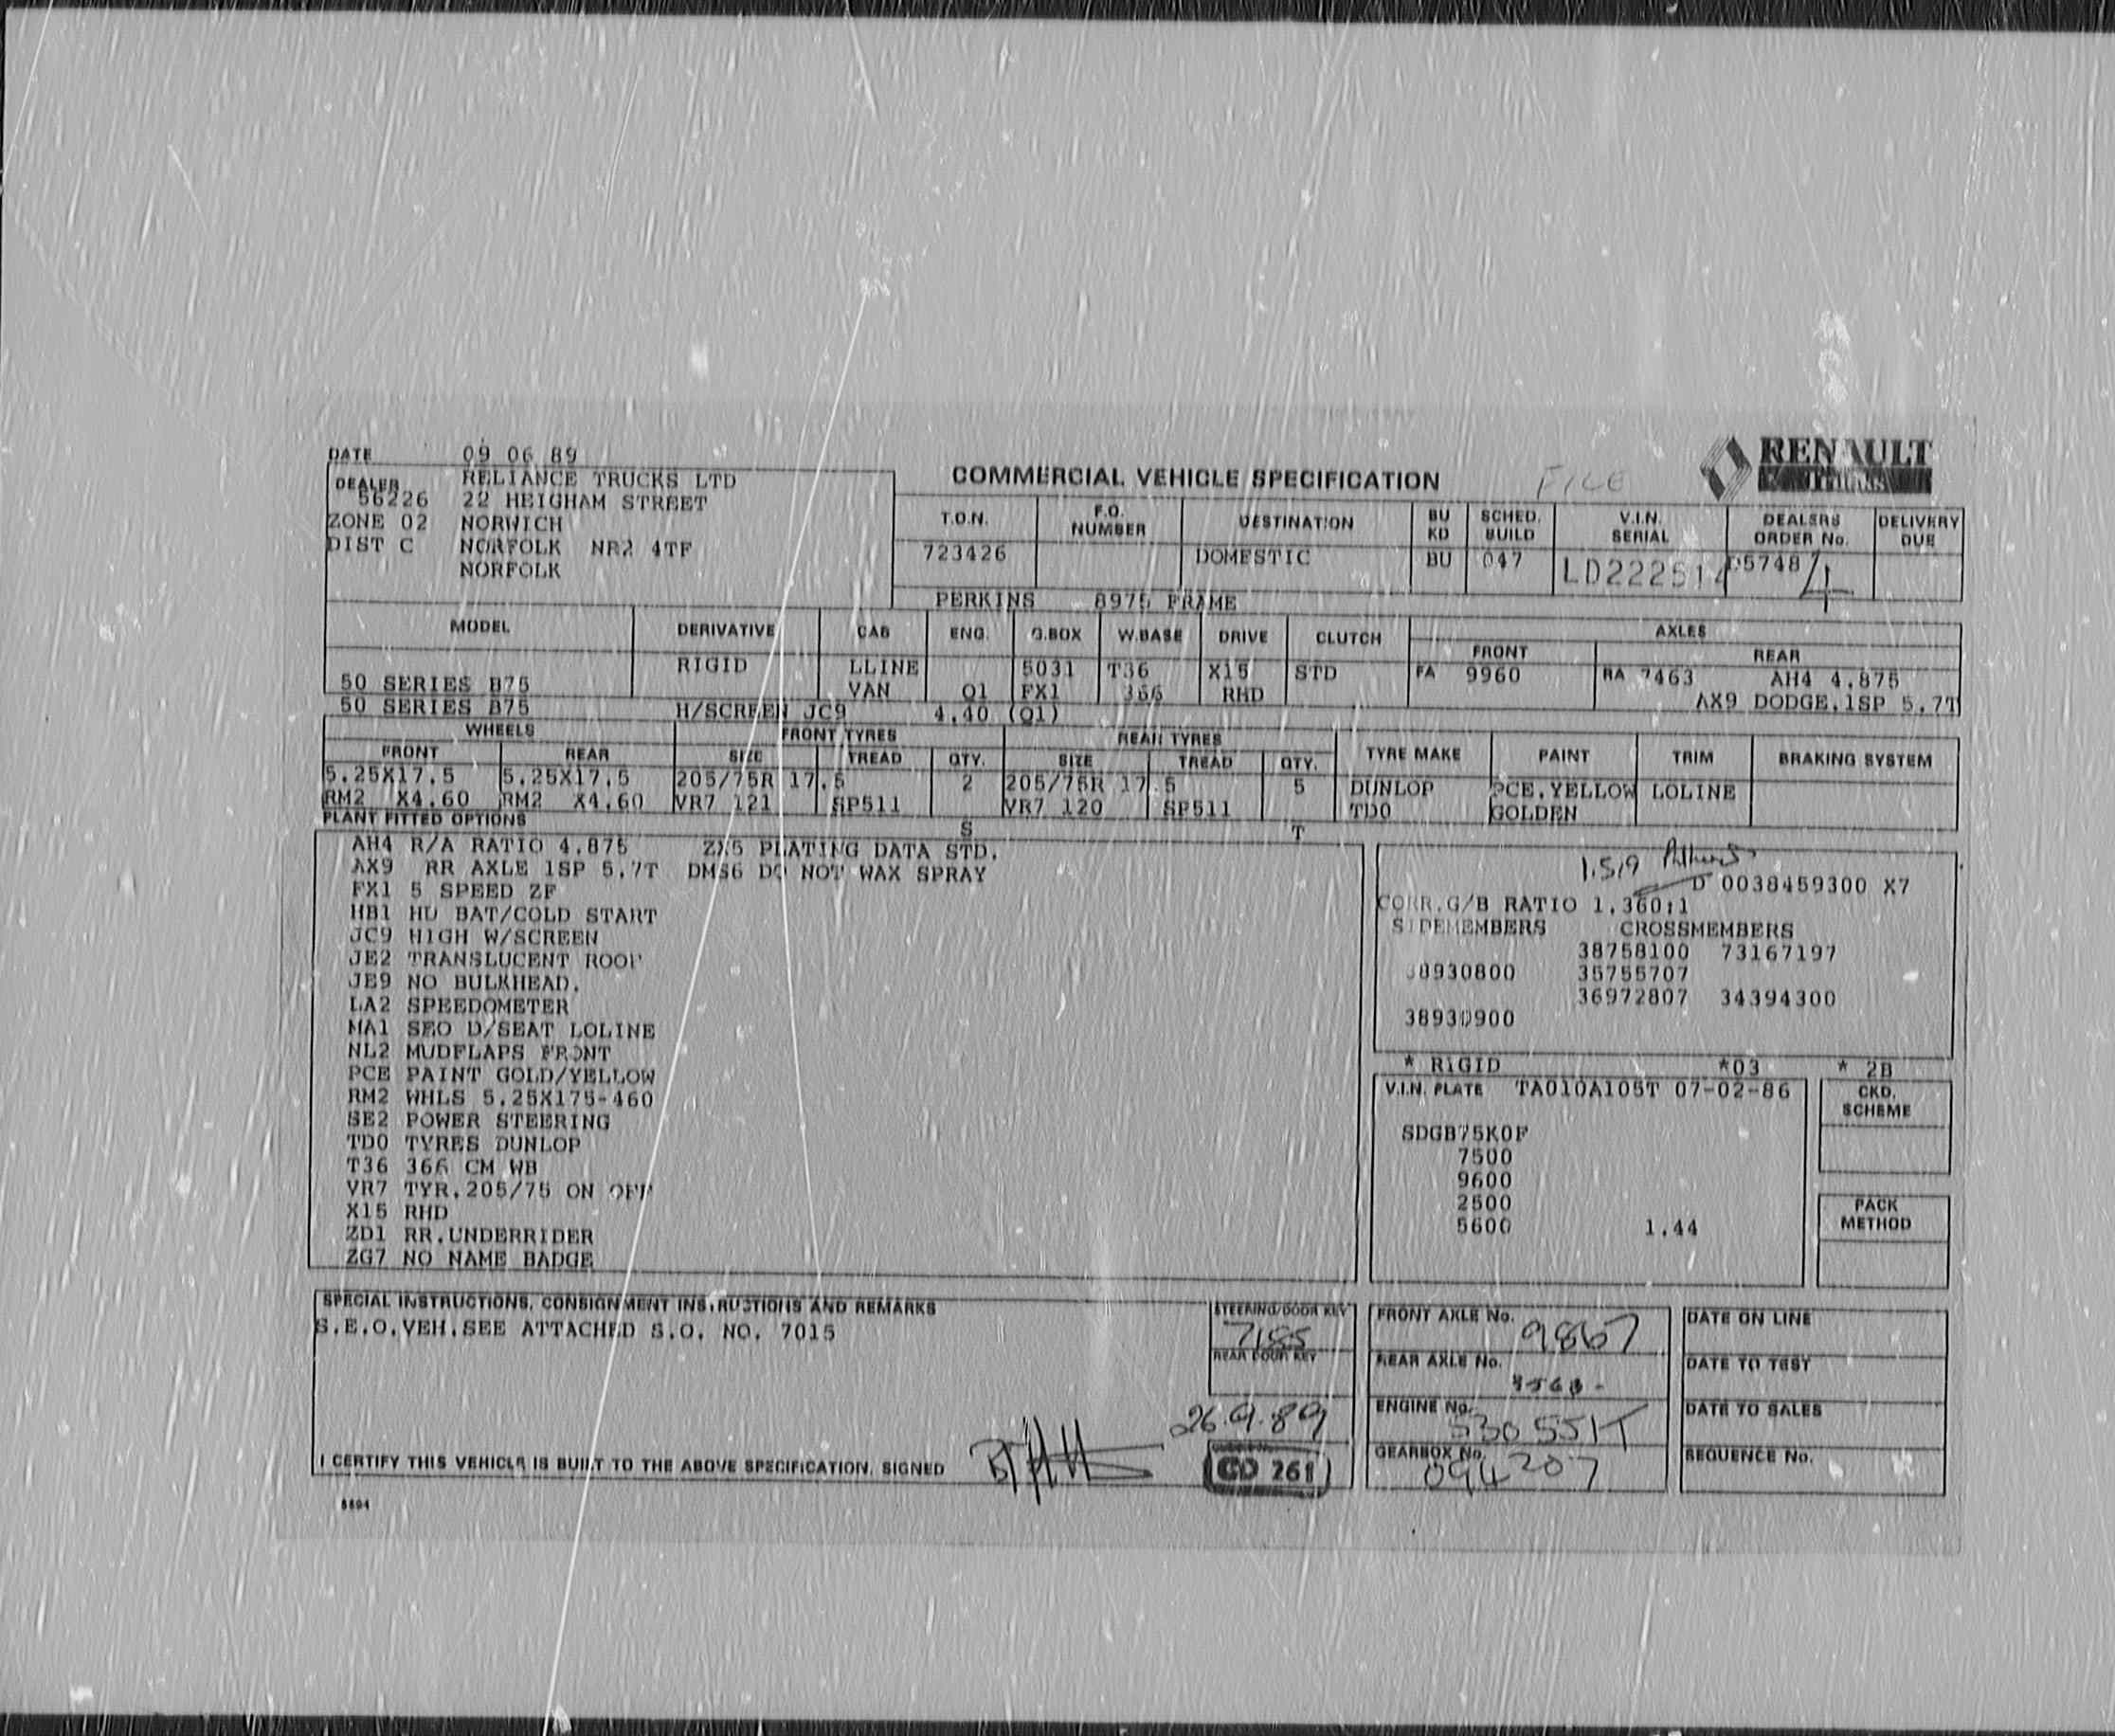 DATE 09 06 89
DEALER RELIANCE TRUCKS LTD
56226 22 HEIGHAM STREET
ZONE 02 NORWICH
DIST C NORFOLK NR2 4TF
NORFOLK
COMMERCIAL VEHICLE SPECIFICATION
FILE
RENAULT
Trucks
T.O.N. F.O. NUMBER DESTINATION BU KD SCHED. BUILD V.I.N. SERIAL DEALERS ORDER No. DELIVERY DUE
723426 DOMESTIC BU 047 LD222514 D5748 4
PERKINS 8975 FRAME
MODEL DERIVATIVE CAB ENG. G.BOX W.BASE DRIVE CLUTCH AXLES
FRONT REAR
RIGID LLINE 5031 T36 X15 STD FA 9960 RA 7463 AH4 4.875
50 SERIES B75 VAN Q1 FX1 366 RHD AX9 DODGE.1SP 5.7T
50 SERIES B75 H/SCREEN JC9 4.40 (Q1)
WHEELS FRONT TYRES REAR TYRES TYRE MAKE PAINT TRIM BRAKING SYSTEM
FRONT REAR SIZE TREAD QTY. SIZE TREAD QTY.
5.25X17.5 5.25X17.5 205/75R 17.5 2 205/75R 17.5 5 DUNLOP PCE.YELLOW LOLINE
RM2 X4.60 RM2 X4.60 VR7 121 SP511 VR7 120 SP511 TD0 GOLDEN
PLANT FITTED OPTIONS S T
AH4 R/A RATIO 4.875 ZX5 PLATING DATA STD.
AX9 RR AXLE 1SP 5.7T DMS6 DO NOT WAX SPRAY
FX1 5 SPEED ZF
HB1 HD BAT/COLD START
JC9 HIGH W/SCREEN
JE2 TRANSLUCENT ROOF
JE9 NO BULKHEAD.
LA2 SPEEDOMETER
MA1 SEO D/SEAT LOLINE
NL2 MUDFLAPS FRONT
PCE PAINT GOLD/YELLOW
RM2 WHLS 5.25X175-460
SE2 POWER STEERING
TD0 TYRES DUNLOP
T36 366 CM WB
VR7 TYR.205/75 ON OFF
X15 RHD
ZD1 RR.UNDERRIDER
ZG7 NO NAME BADGE
1.519
D 0038459300 X7
CORR.G/B RATIO 1.360:1
SIDEMEMBERS CROSSMEMBERS
38758100 73167197
38930800 35755707
36972807 34394300
38930900
* RIGID *03 * 2B
V.I.N. PLATE TA010A105T 07-02-86
SDGB75K0F
7500
9600
2500
5600 1.44
CKD. SCHEME
PACK METHOD
SPECIAL INSTRUCTIONS, CONSIGNMENT INSTRUCTIONS AND REMARKS
S.E.O.VEH.SEE ATTACHED S.O. NO. 7015
STEERING/DOOR KEY
7185
REAR DOOR KEY
26.9.89
CD 261
I CERTIFY THIS VEHICLE IS BUILT TO THE ABOVE SPECIFICATION. SIGNED
FRONT AXLE No. 9867
REAR AXLE No.
ENGINE No. 530551T
GEARBOX No. 094207
DATE ON LINE
DATE TO TEST
DATE TO SALES
SEQUENCE No.
5504